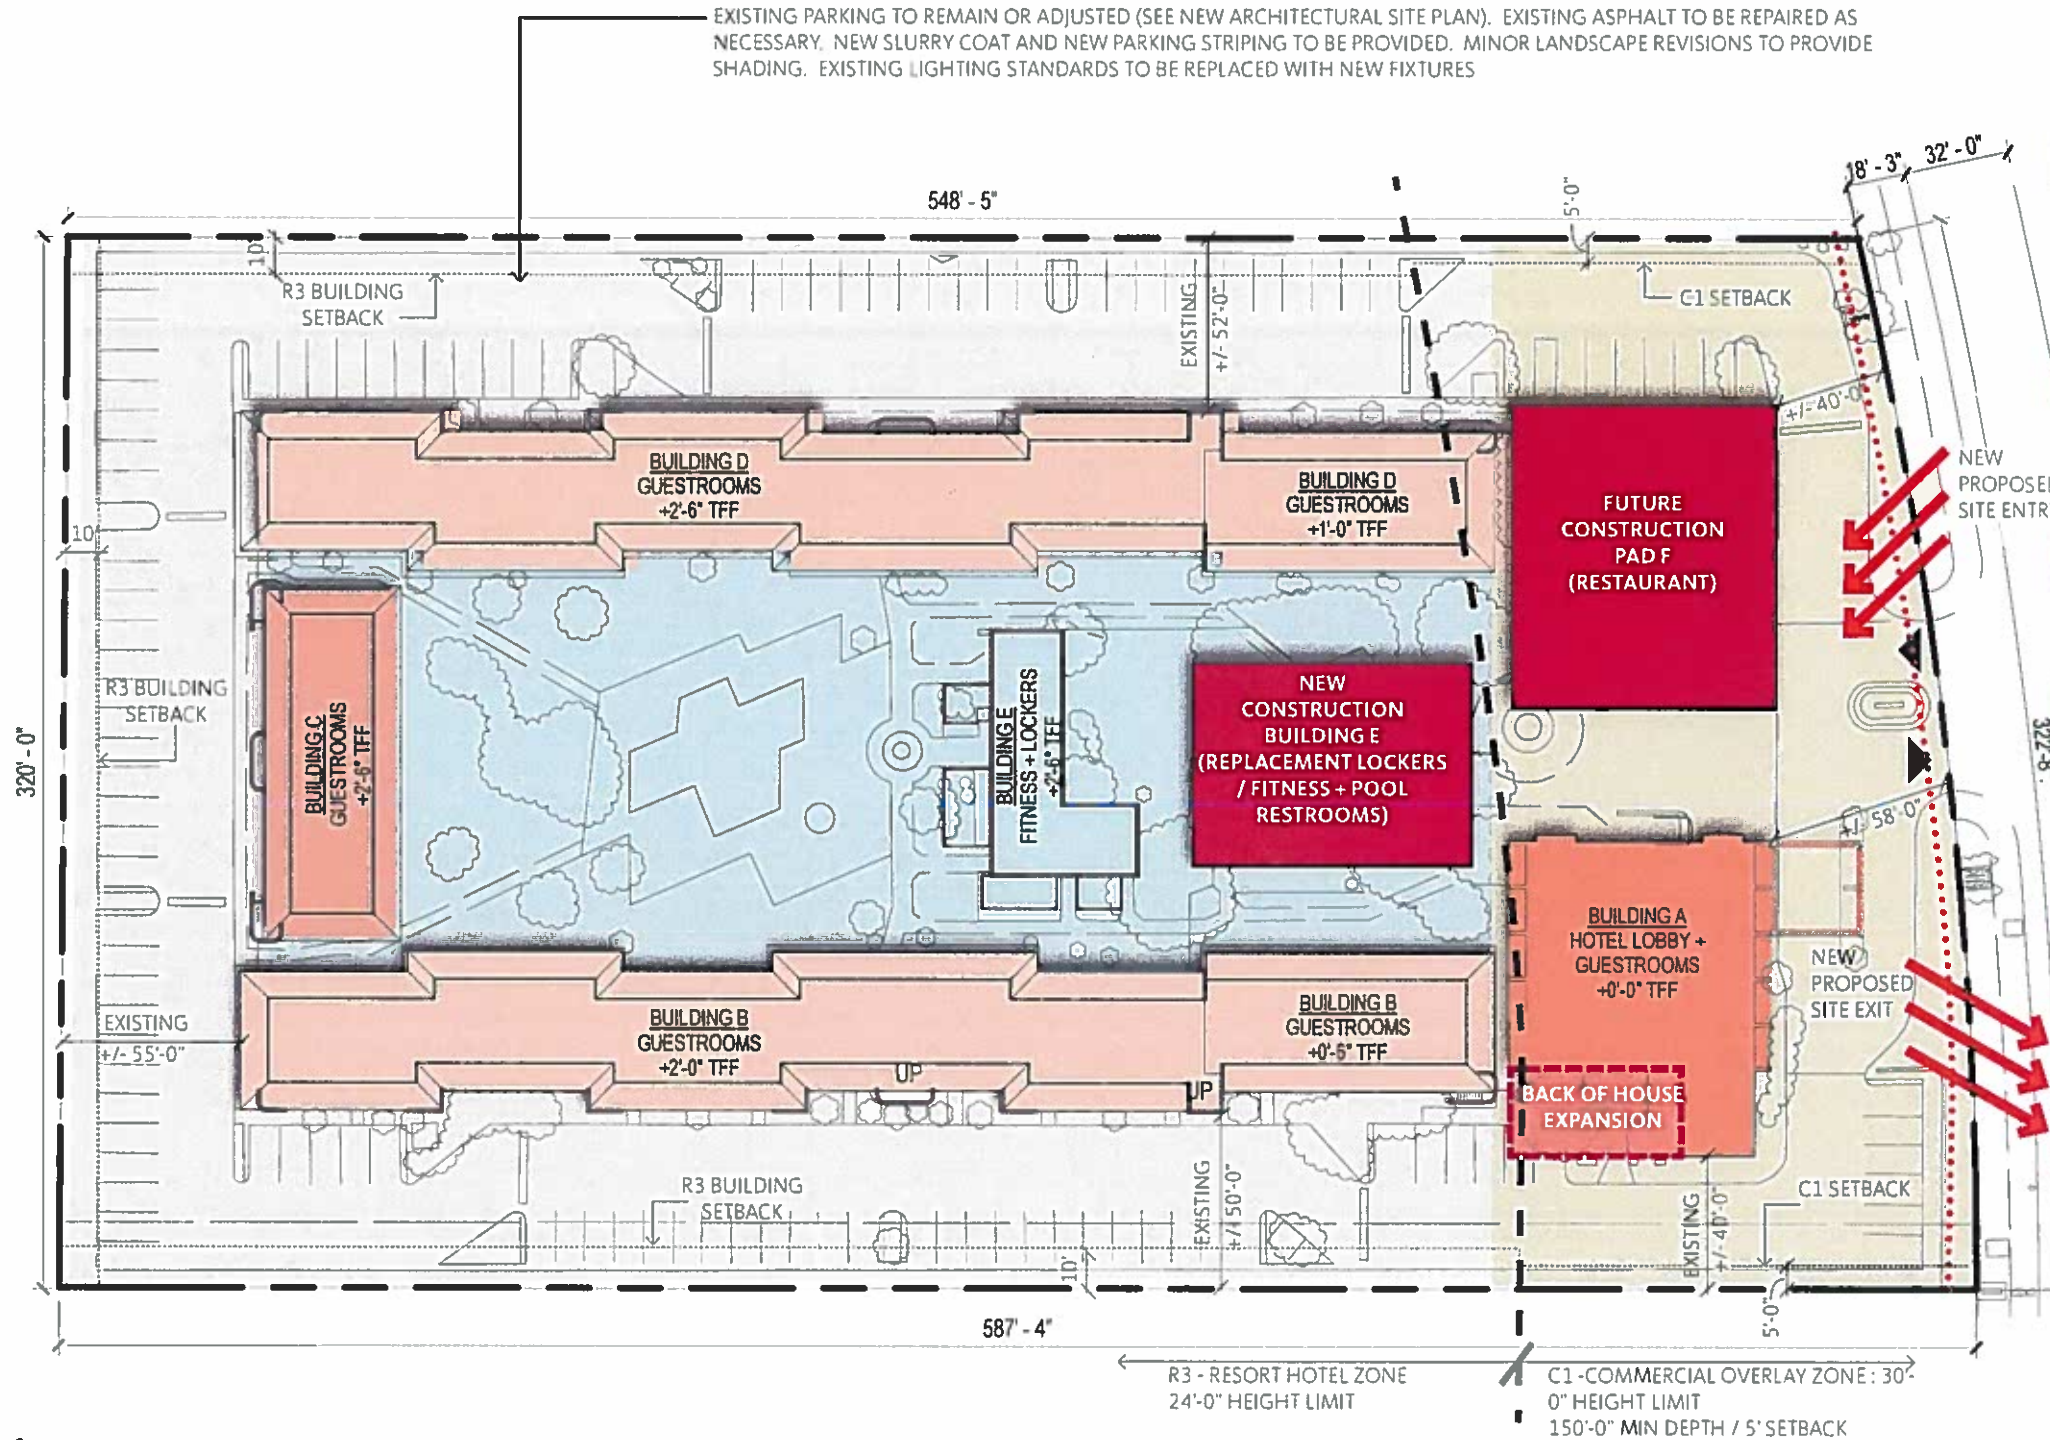 EXISTING PARKING TO REMAIN OR ADJUSTED (SEE NEW ARCHITECTURAL SITE PLAN). EXISTING ASPHALT TO BE REPAIRED AS
NECESSARY. NEW SLURRY COAT AND NEW PARKING STRIPING TO BE PROVIDED. MINOR LANDSCAPE REVISIONS TO PROVIDE
SHADING. EXISTING LIGHTING STANDARDS TO BE REPLACED WITH NEW FIXTURES
18' - 3"
32' - 0"
548' - 5"
5'-0"
10'
R3 BUILDING
SETBACK
EXISTING
+/- 52'-0"
C1 SETBACK
+/- 40'-0
BUILDING D
GUESTROOMS
+2'-6" TFF
BUILDING D
GUESTROOMS
+1'-0" TFF
FUTURE
CONSTRUCTION
PAD F
(RESTAURANT)
NEW
PROPOSED
SITE ENTR
10'
R3 BUILDING
SETBACK
320' - 0"
BUILDING C
GUESTROOMS
+2'-6" TFF
BUILDING E
FITNESS + LOCKERS
+2'-6" TFF
NEW
CONSTRUCTION
BUILDING E
(REPLACEMENT LOCKERS
/ FITNESS + POOL
RESTROOMS)
322'-8"
+/- 58'-0"
BUILDING A
HOTEL LOBBY +
GUESTROOMS
+0'-0" TFF
NEW
PROPOSED
SITE EXIT
EXISTING
+/- 55'-0"
BUILDING B
GUESTROOMS
+2'-0" TFF
UP
UP
BUILDING B
GUESTROOMS
+0'-6" TFF
BACK OF HOUSE
EXPANSION
R3 BUILDING
SETBACK
EXISTING
+/- 50'-0"
EXISTING
+/- 40'-0"
C1 SETBACK
10'
5'-0"
587' - 4"
R3 - RESORT HOTEL ZONE
24'-0" HEIGHT LIMIT
C1 -COMMERCIAL OVERLAY ZONE : 30'-
0" HEIGHT LIMIT
150'-0" MIN DEPTH / 5' SETBACK